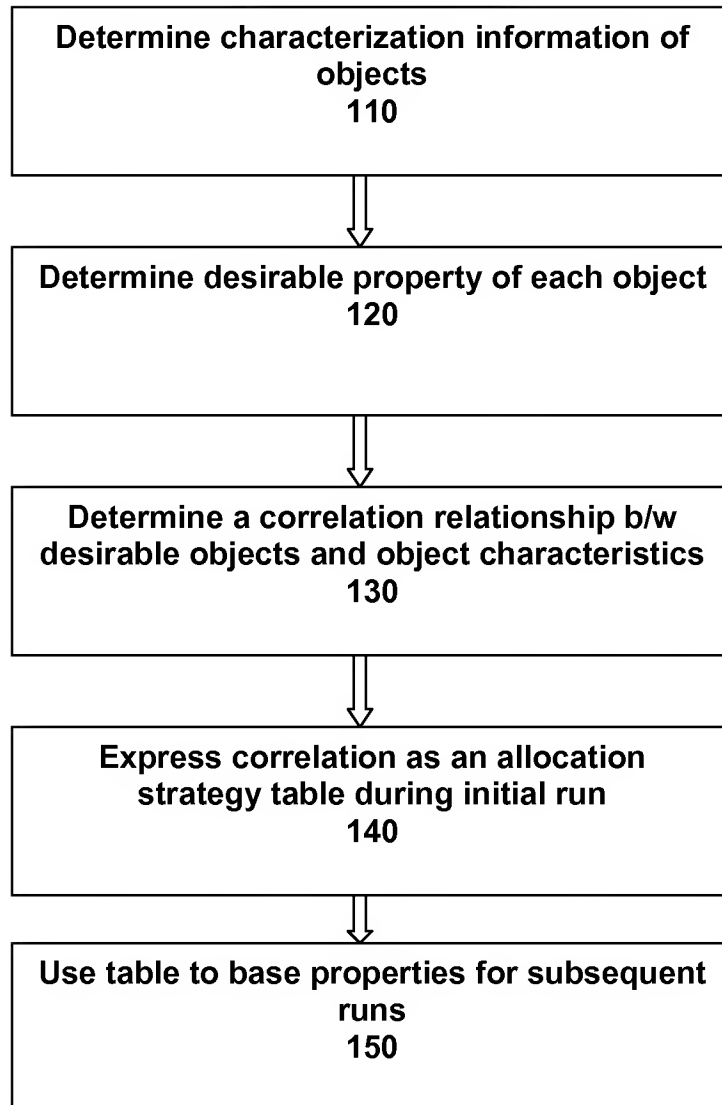 Determine characterization information of
objects
110
Determine desirable property of each object
120
Determine a correlation relationship b/w
desirable objects and object characteristics
130
Express correlation as an allocation
strategy table during initial run
140
Use table to base properties for subsequent
runs
150